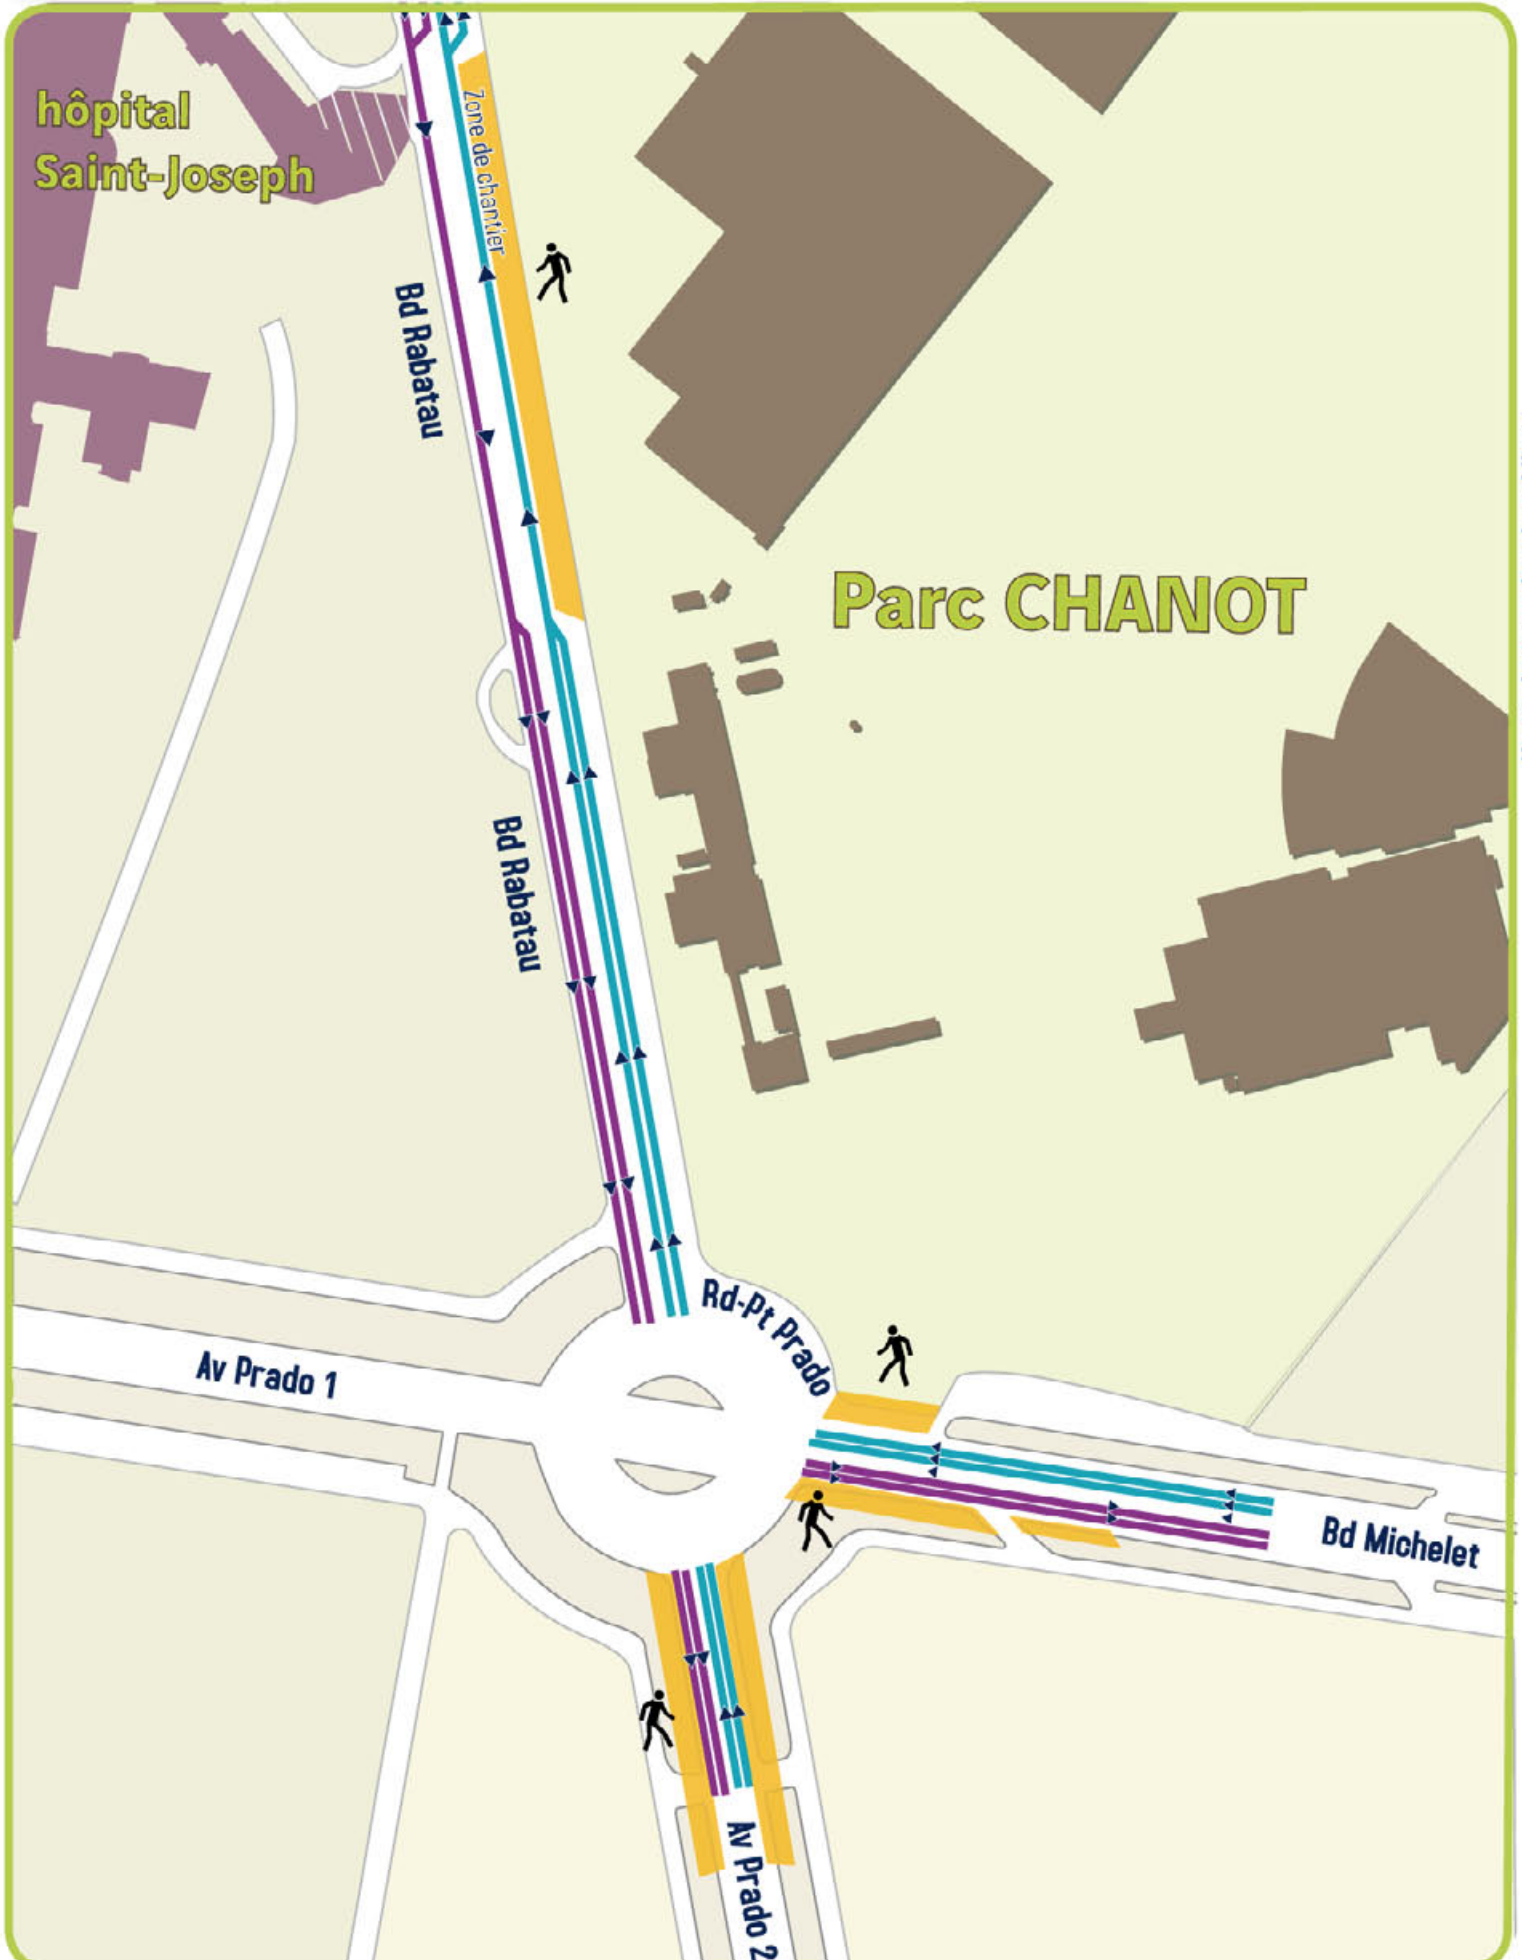 hôpital
Saint-Joseph
Zone de chantier
Bd Rabatau
Parc CHANOT
Bd Rabatau
Rd-Pt Prado
Av Prado 1
Bd Michelet
Av Prado 2